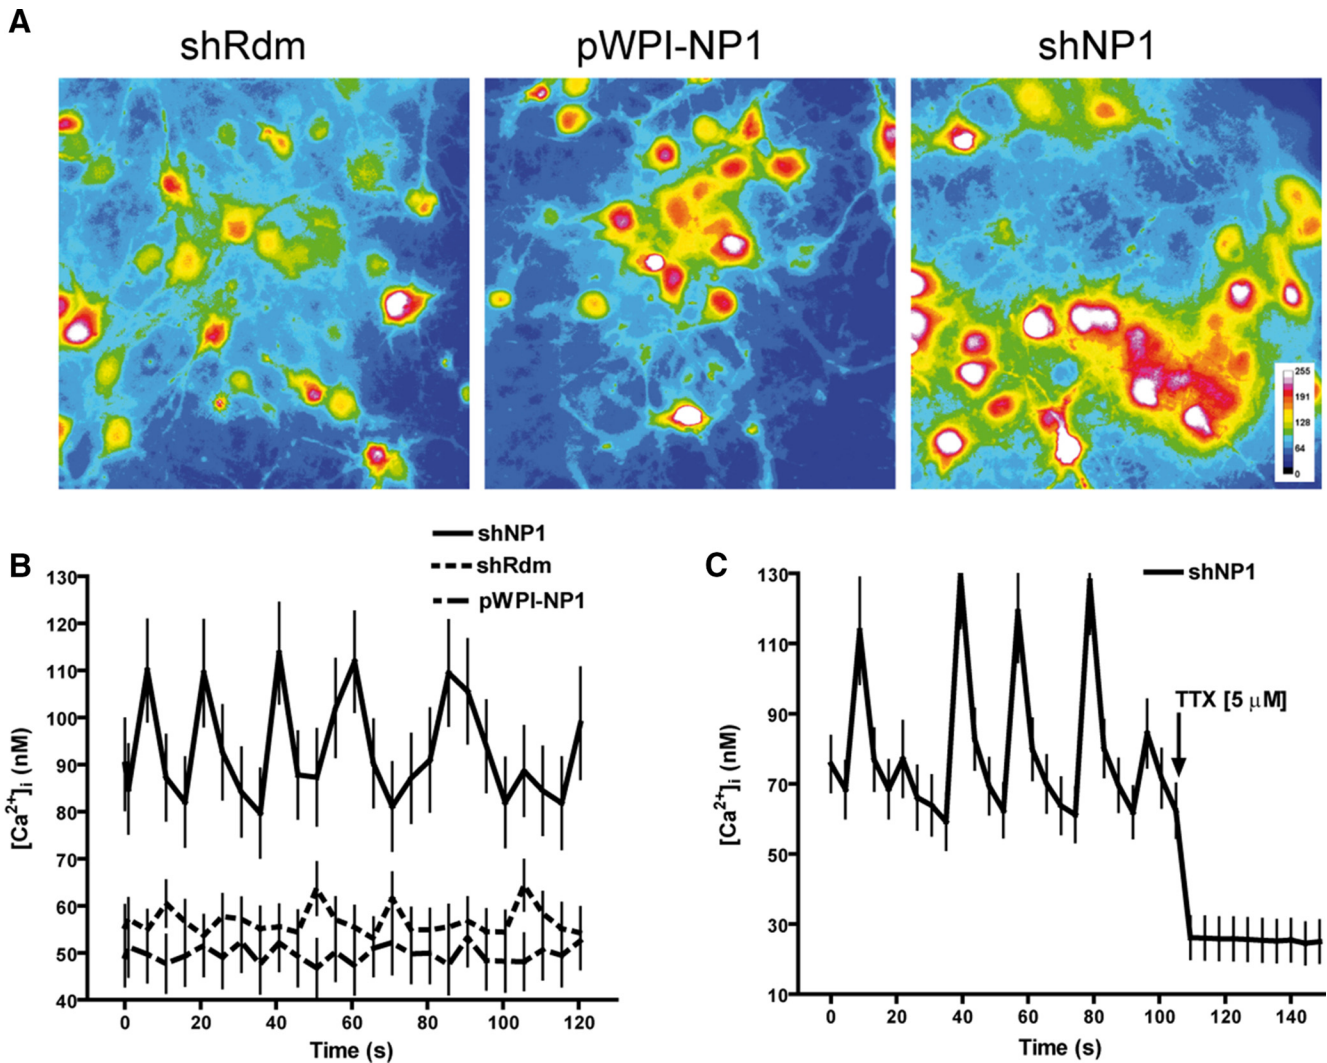 A
shRdm
pWPI-NP1
shNP1
255
191
128
64
0
B
shNP1
shRdm
pWPI-NP1
130
120
110
100
90
80
70
60
50
40
[Ca2+]i (nM)
0 20 40 60 80 100 120
Time (s)
C
shNP1
TTX [5 μM]
130
110
90
70
50
30
10
[Ca2+]i (nM)
0 20 40 60 80 100 120 140
Time (s)